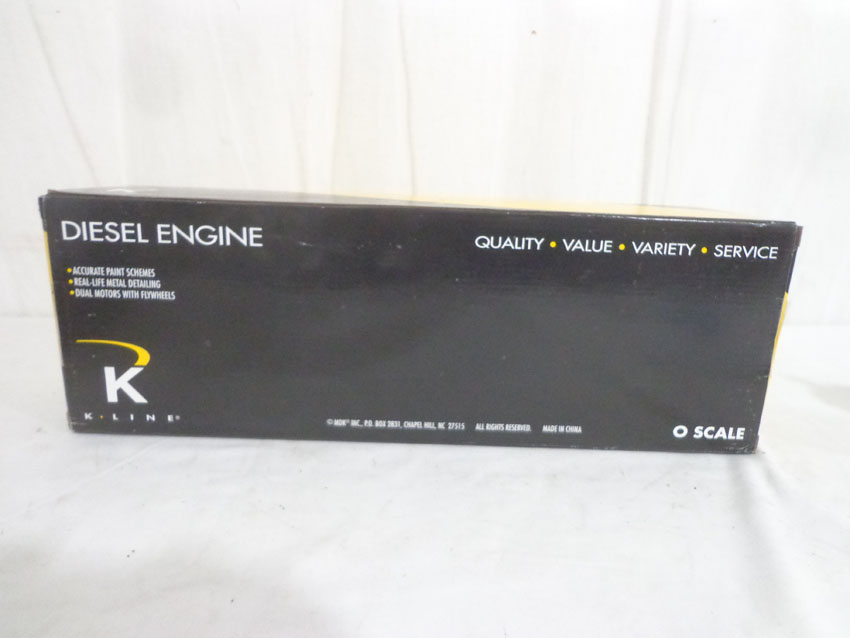 DIESEL ENGINE
QUALITY • VALUE • VARIETY • SERVICE
• ACCURATE PAINT SCHEMES
• REAL-LIFE METAL DETAILING
• DUAL MOTORS WITH FLYWHEELS
K
K • LINE®
© MDK® INC., P.O. BOX 2831, CHAPEL HILL, NC 27515 ALL RIGHTS RESERVED. MADE IN CHINA
O SCALE